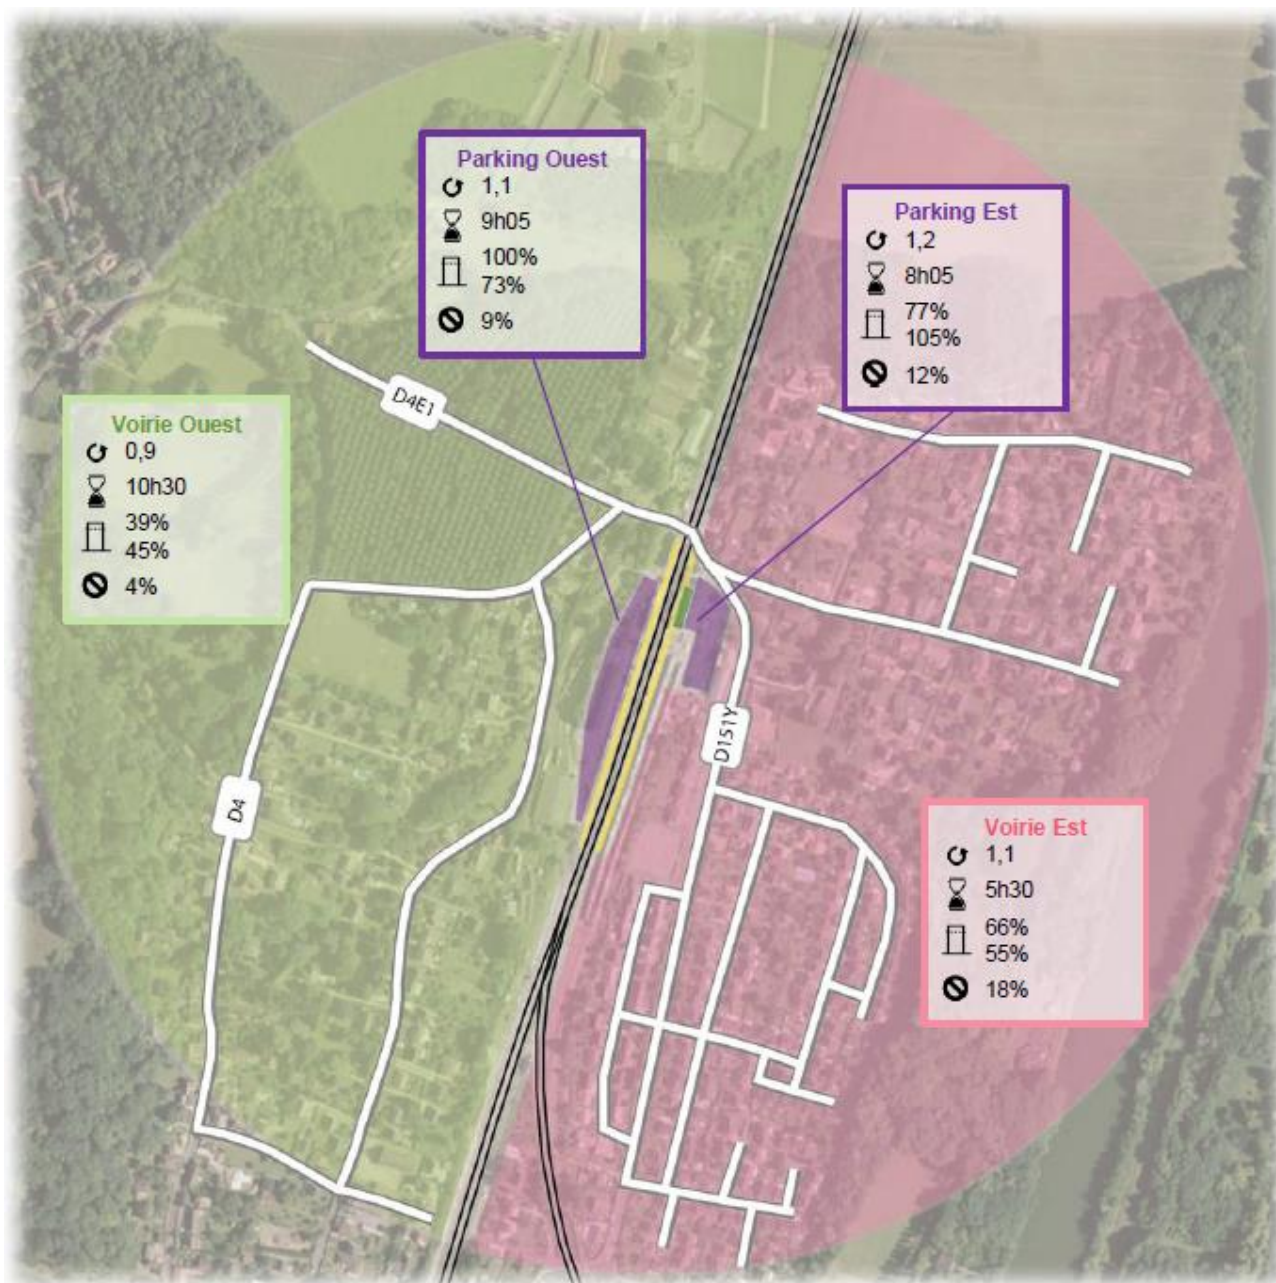 Parking Ouest
1,1
9h05
100%
73%
9%
Parking Est
1,2
8h05
77%
105%
12%
D4E1
Voirie Ouest
0,9
10h30
39%
45%
4%
D151Y
D4
Voirie Est
1,1
5h30
66%
55%
18%